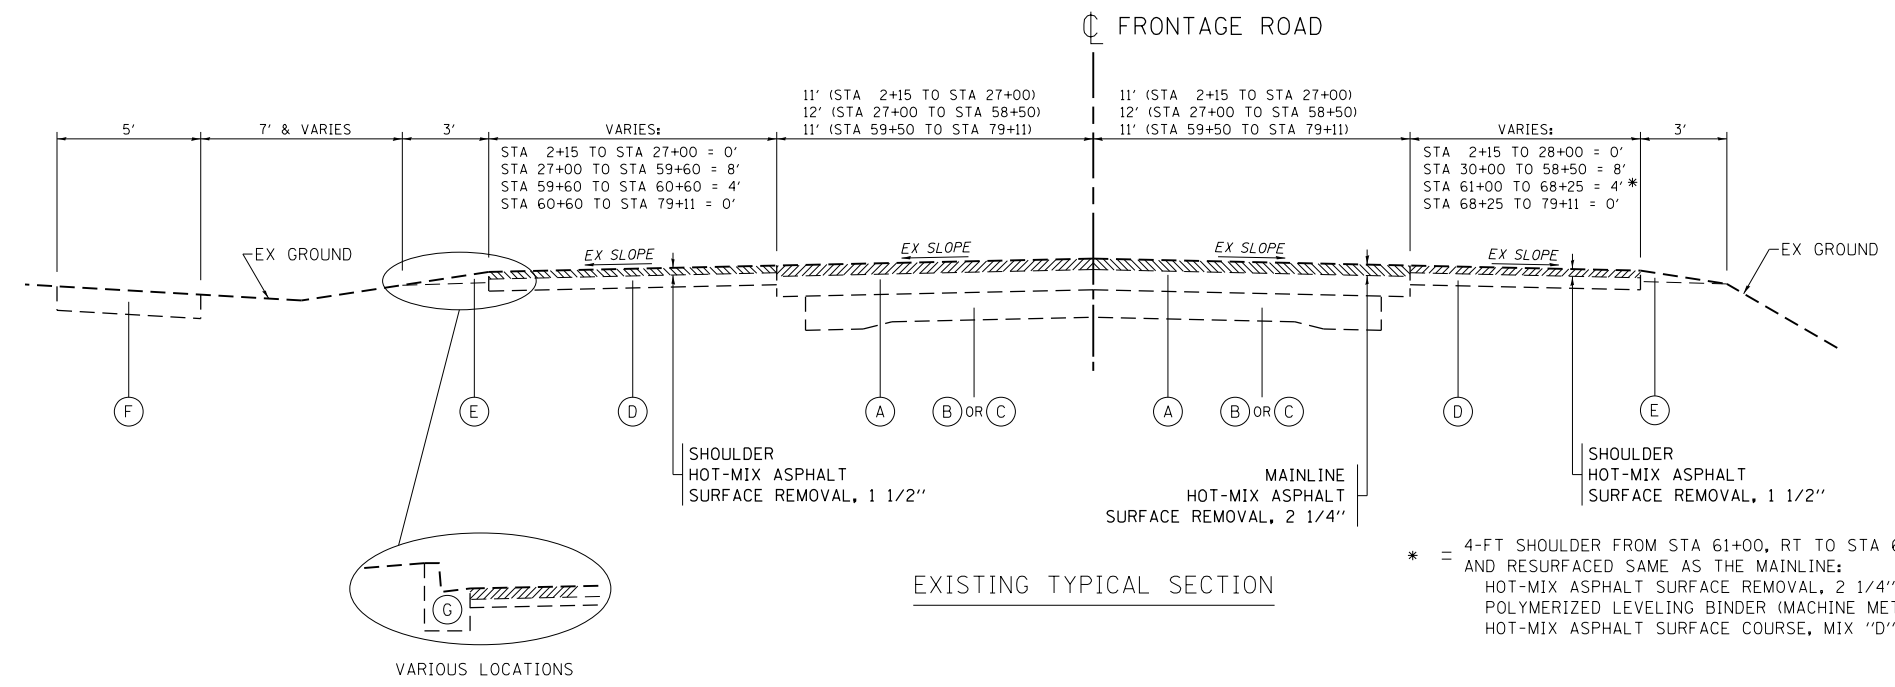 ℄ FRONTAGE ROAD
11' (STA 2+15 TO STA 27+00)
12' (STA 27+00 TO STA 58+50)
11' (STA 59+50 TO STA 79+11)
11' (STA 2+15 TO STA 27+00)
12' (STA 27+00 TO STA 58+50)
11' (STA 59+50 TO STA 79+11)
5'
7' & VARIES
3'
VARIES:
STA 2+15 TO STA 27+00 = 0'
STA 27+00 TO STA 59+60 = 8'
STA 59+60 TO STA 60+60 = 4'
STA 60+60 TO STA 79+11 = 0'
VARIES:
STA 2+15 TO 28+00 = 0'
STA 30+00 TO 58+50 = 8'
STA 61+00 TO 68+25 = 4' *
STA 68+25 TO 79+11 = 0'
3'
EX GROUND
EX SLOPE
EX SLOPE
EX SLOPE
EX SLOPE
EX GROUND
F
E
D
A
B OR C
A
B OR C
D
E
SHOULDER
HOT-MIX ASPHALT
SURFACE REMOVAL, 1 1/2"
MAINLINE
HOT-MIX ASPHALT
SURFACE REMOVAL, 2 1/4"
SHOULDER
HOT-MIX ASPHALT
SURFACE REMOVAL, 1 1/2"
G
VARIOUS LOCATIONS
EXISTING TYPICAL SECTION
* = 4-FT SHOULDER FROM STA 61+00, RT TO STA
AND RESURFACED SAME AS THE MAINLINE:
HOT-MIX ASPHALT SURFACE REMOVAL, 2 1/4"
POLYMERIZED LEVELING BINDER (MACHINE
HOT-MIX ASPHALT SURFACE COURSE, MIX "D"